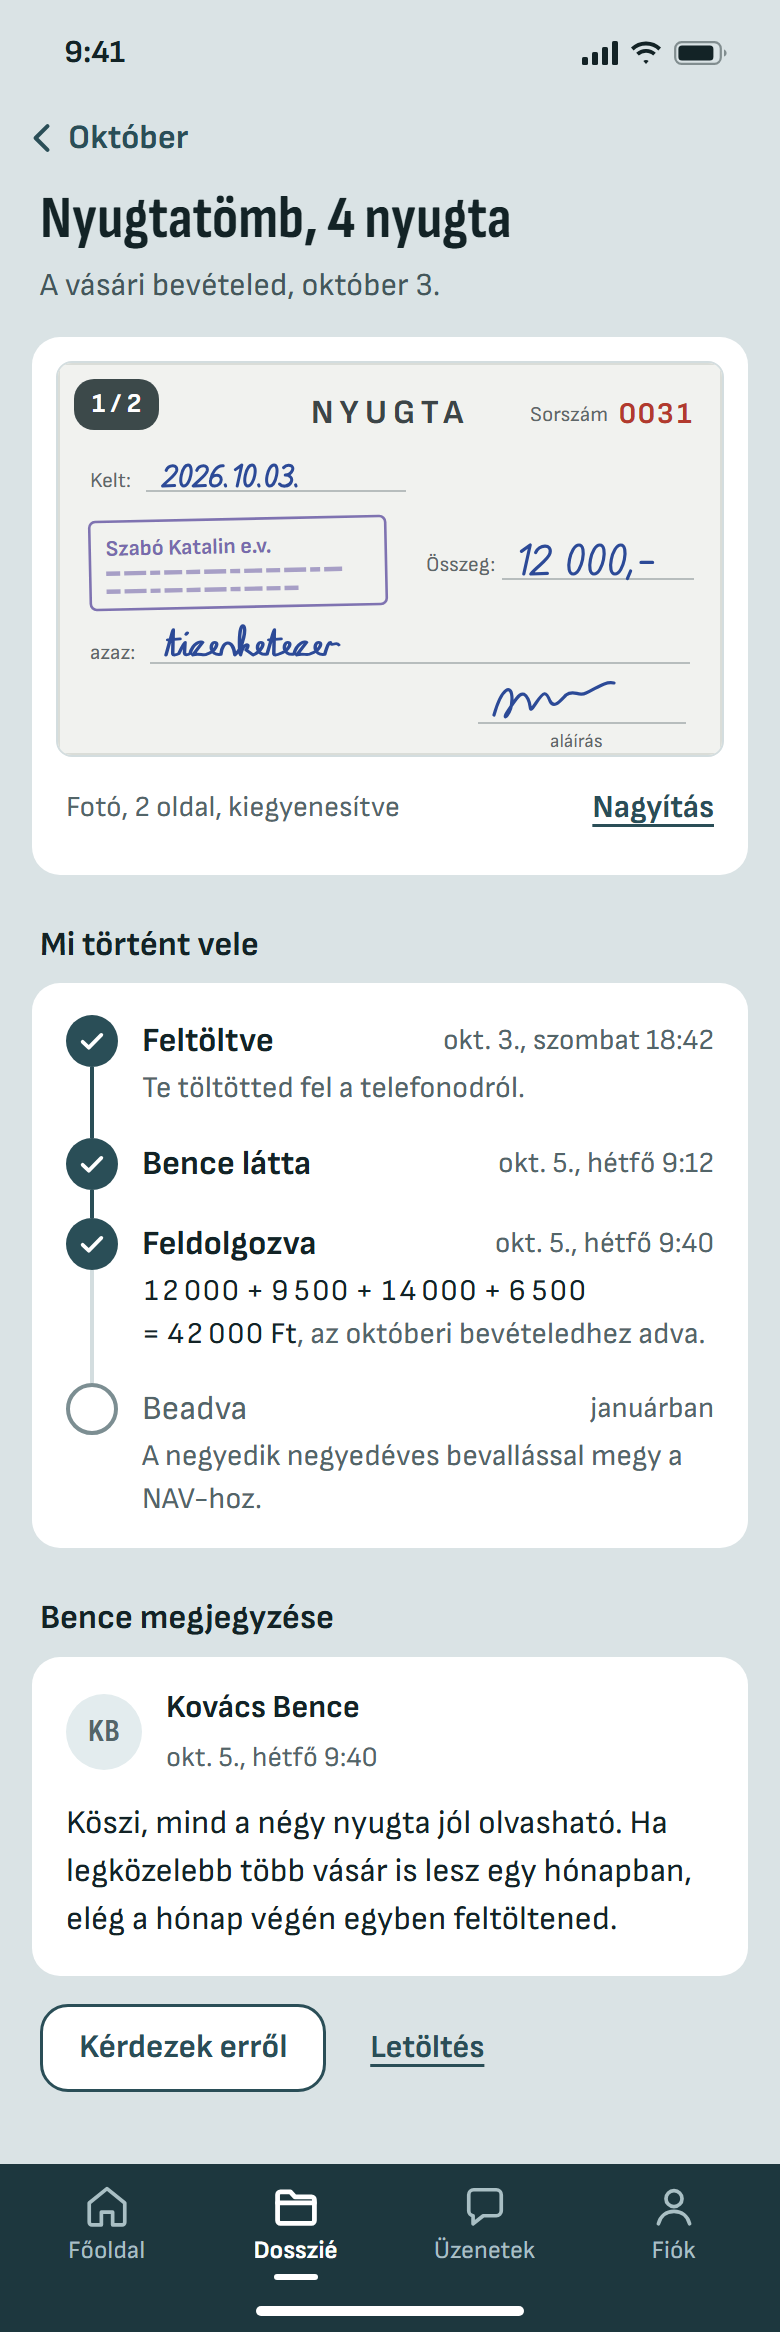 9:41
Október
Nyugtatömb, 4 nyugta
A vásári bevételed, október 3.
1/2
NYUGTA
Sorszám 0031
Kelt: 2026.10.03.
Szabó Katalin e.v.
Összeg: 12 000,-
azaz: tizenkétezer
aláírás
Fotó, 2 oldal, kiegyenesítve
Nagyítás
Mi történt vele
Feltöltve
okt. 3., szombat 18:42
Te töltötted fel a telefonodról.
Bence látta
okt. 5., hétfő 9:12
Feldolgozva
okt. 5., hétfő 9:40
12 000 + 9 500 + 14 000 + 6 500
= 42 000 Ft, az októberi bevételedhez adva.
Beadva
januárban
A negyedik negyedéves bevallással megy a
NAV-hoz.
Bence megjegyzése
KB
Kovács Bence
okt. 5., hétfő 9:40
Köszi, mind a négy nyugta jól olvasható. Ha
legközelebb több vásár is lesz egy hónapban,
elég a hónap végén egyben feltöltened.
Kérdezek erről
Letöltés
Főoldal
Dosszié
Üzenetek
Fiók